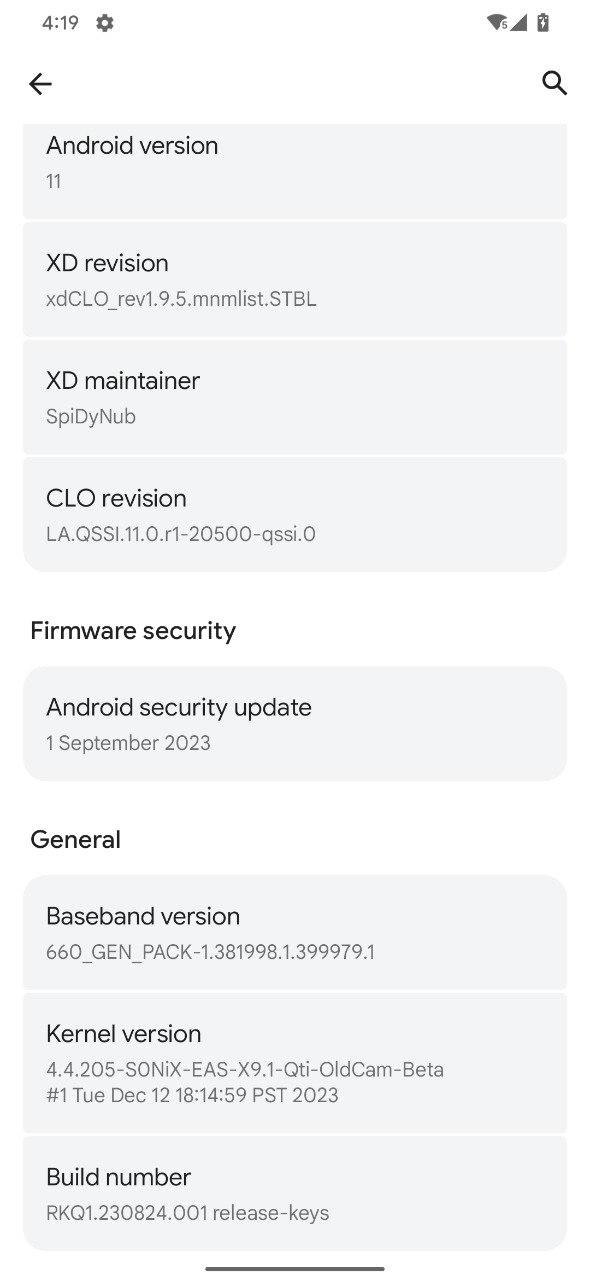 4:19
5
Android version
11
XD revision
xdCLO_rev1.9.5.mnmlist.STBL
XD maintainer
SpiDyNub
CLO revision
LA.QSSI.11.0.r1-20500-qssi.0
Firmware security
Android security update
1 September 2023
General
Baseband version
660_GEN_PACK-1.381998.1.399979.1
Kernel version
4.4.205-S0NiX-EAS-X9.1-Qti-OldCam-Beta
#1 Tue Dec 12 18:14:59 PST 2023
Build number
RKQ1.230824.001 release-keys